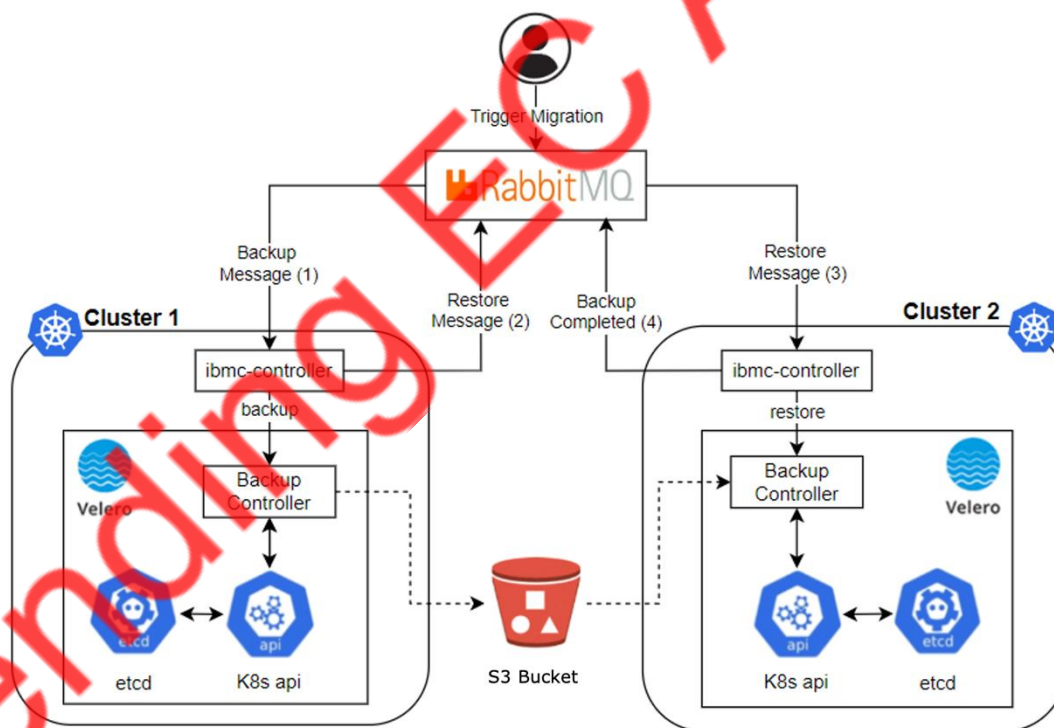 Trigger Migration
RabbitMQ
Backup
Message (1)
Restore
Message (3)
Restore
Message (2)
Backup
Completed (4)
Cluster 1
Cluster 2
ibmc-controller
ibmc-controller
backup
restore
Velero
Backup
Controller
Backup
Controller
Velero
etcd
api
api
etcd
etcd
K8s api
S3 Bucket
K8s api
etcd
ending EC A